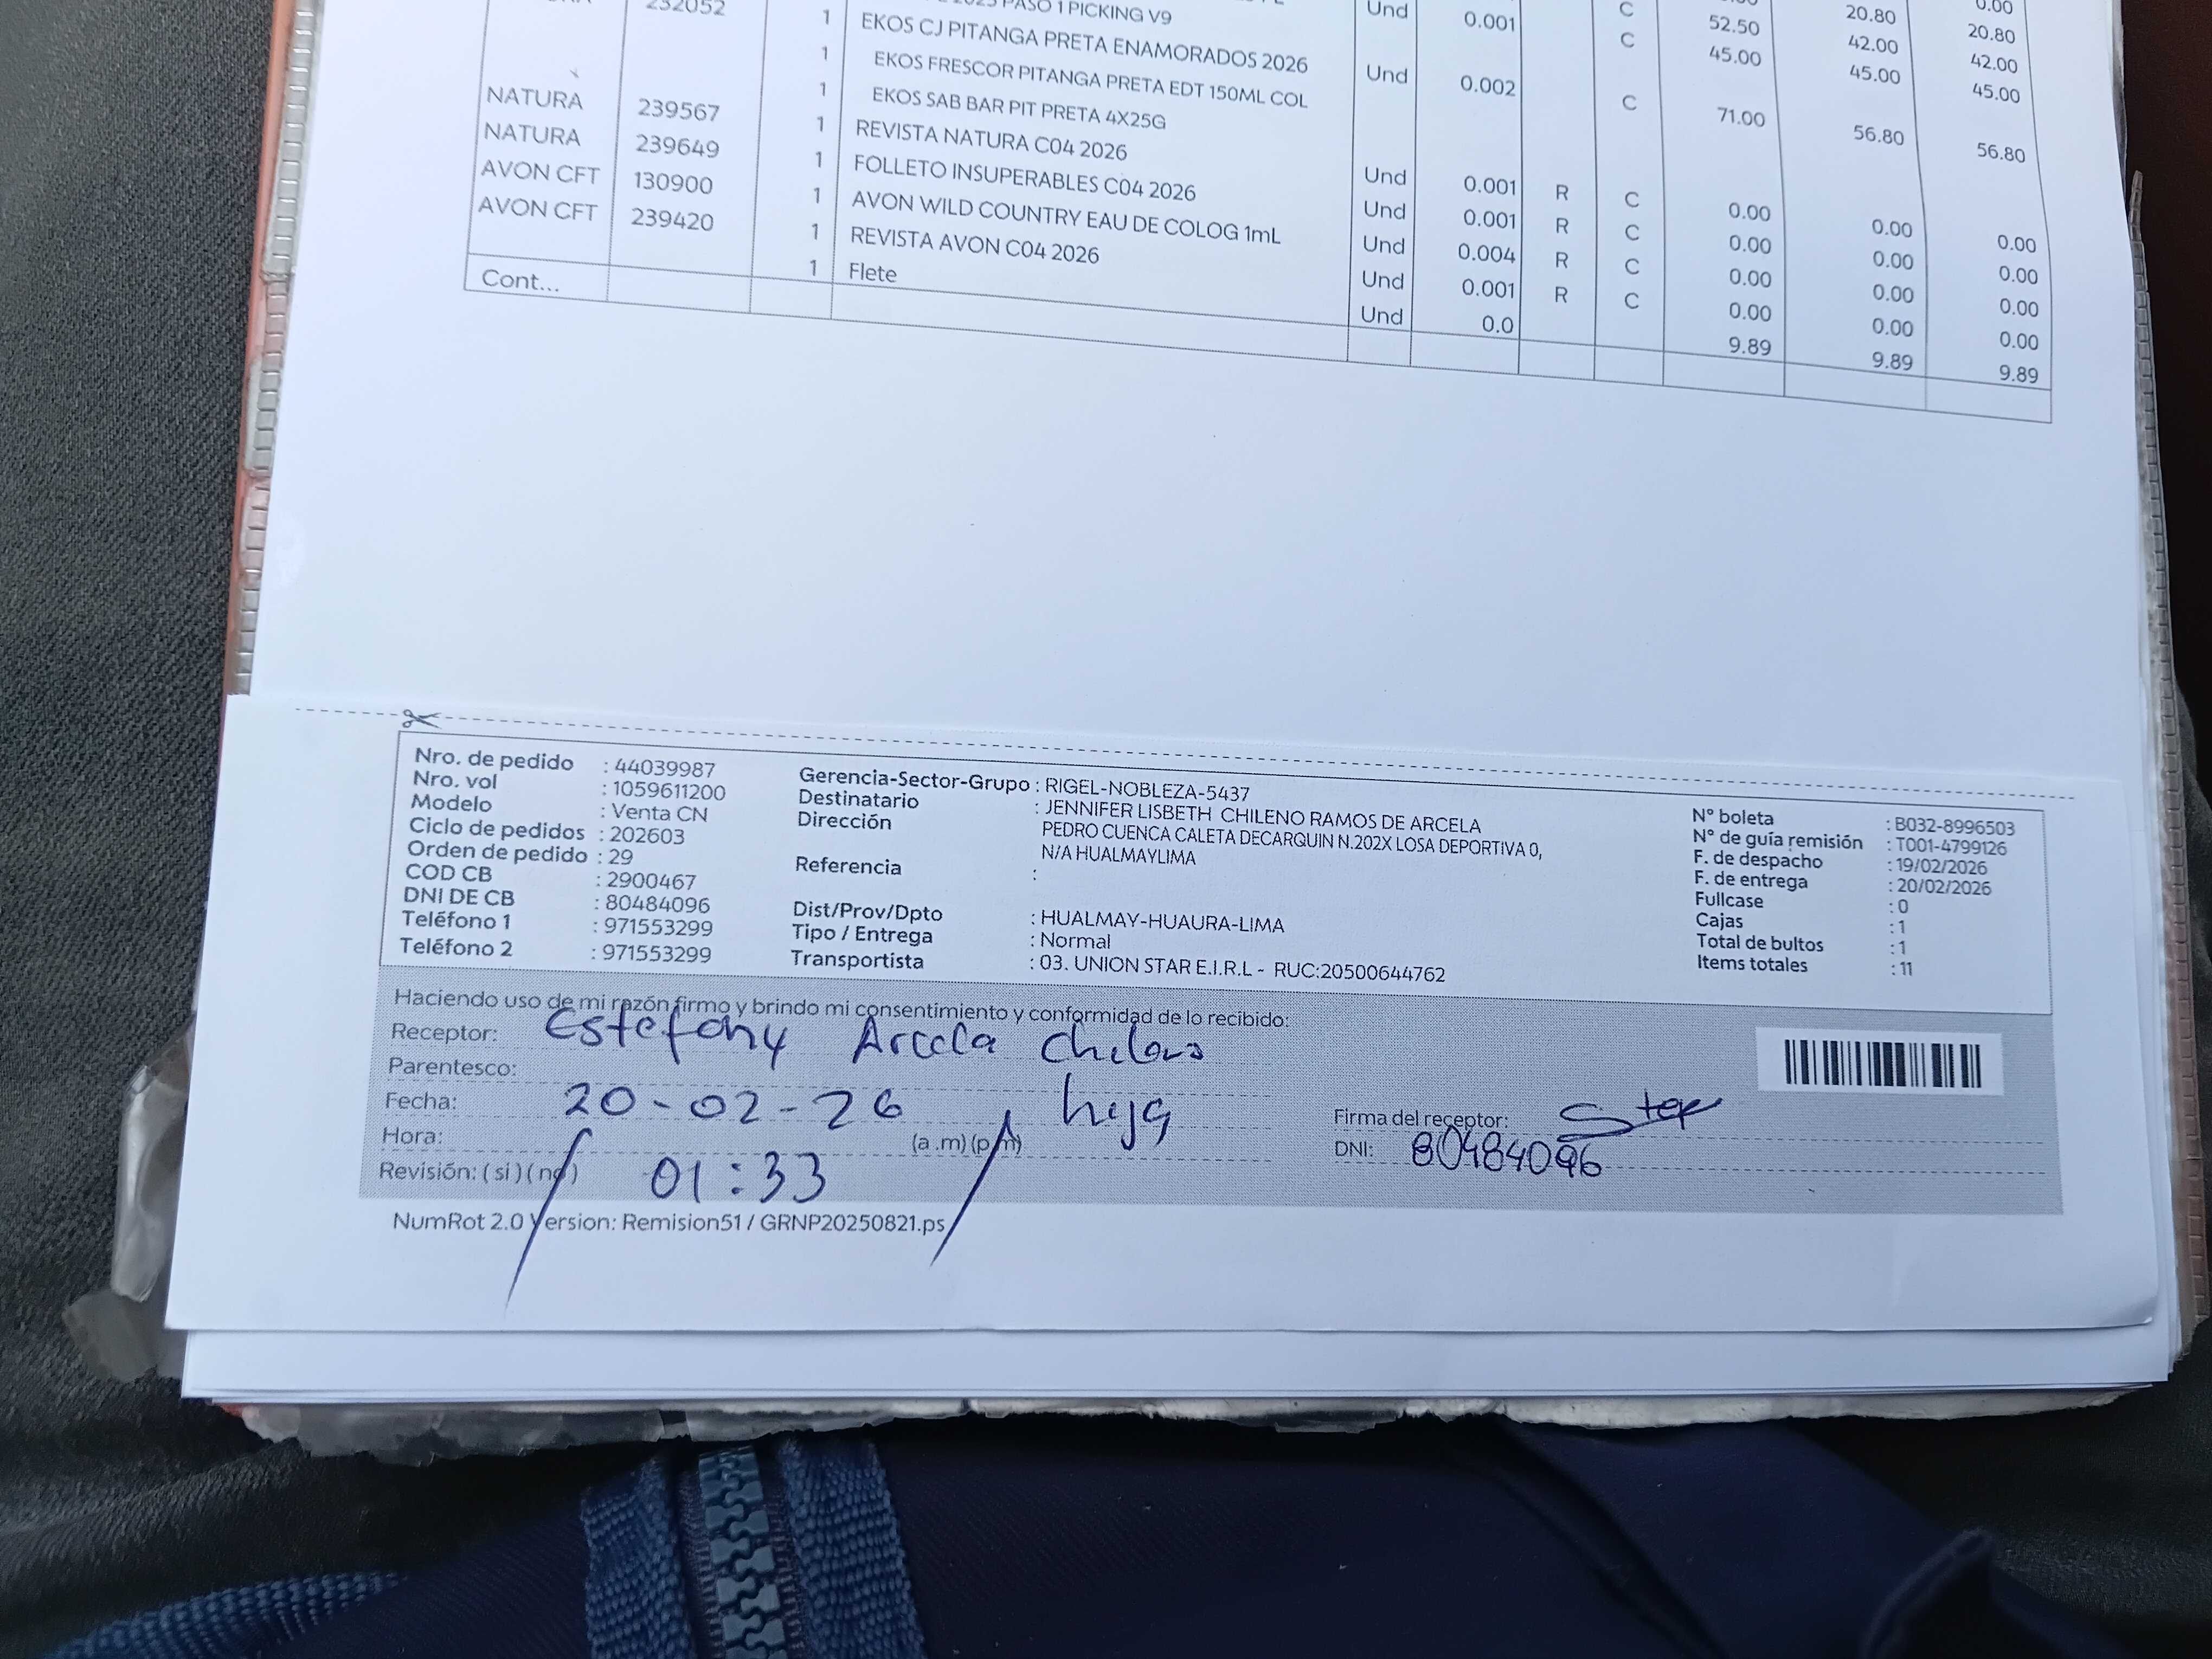 232052 1 PASO 1 PICKING V9 Und 0.001 C 52.50 20.80 20.80
1 EKOS CJ PITANGA PRETA ENAMORADOS 2026 C 45.00 42.00 42.00
1 EKOS FRESCOR PITANGA PRETA EDT 150ML COL Und 0.002 45.00 45.00
1 EKOS SAB BAR PIT PRETA 4X25G C 71.00 56.80 56.80
NATURA 239567 1 REVISTA NATURA C04 2026 Und 0.001 R C 0.00 0.00 0.00
NATURA 239649 1 FOLLETO INSUPERABLES C04 2026 Und 0.001 R C 0.00 0.00 0.00
AVON CFT 130900 1 AVON WILD COUNTRY EAU DE COLOG 1mL Und 0.004 R C 0.00 0.00 0.00
AVON CFT 239420 1 REVISTA AVON C04 2026 Und 0.001 R C 0.00 0.00 0.00
1 Flete Und 0.0 9.89 9.89 9.89
Cont...
Nro. de pedido : 44039987
Nro. vol : 1059611200
Modelo : Venta CN
Ciclo de pedidos : 202603
Orden de pedido : 29
COD CB : 2900467
DNI DE CB : 80484096
Teléfono 1 : 971553299
Teléfono 2 : 971553299
Gerencia-Sector-Grupo : RIGEL-NOBLEZA-5437
Destinatario : JENNIFER LISBETH CHILENO RAMOS DE ARCELA
Dirección PEDRO CUENCA CALETA DECARQUIN N.202X LOSA DEPORTIVA 0,
N/A HUALMAYLIMA
Referencia :
Dist/Prov/Dpto : HUALMAY-HUAURA-LIMA
Tipo / Entrega : Normal
Transportista : 03. UNION STAR E.I.R.L - RUC:20500644762
N° boleta : B032-8996503
N° de guía remisión : T001-4799126
F. de despacho : 19/02/2026
F. de entrega : 20/02/2026
Fullcase : 0
Cajas : 1
Total de bultos : 1
Items totales : 11
Haciendo uso de mi razón firmo y brindo mi consentimiento y conformidad de lo recibido:
Receptor: Estefany Arcela Chileno
Parentesco: hija
Fecha: 20-02-26
Hora: 01:33 (a .m) (p.m)
Revisión: ( si ) ( no )
Firma del receptor: Step
DNI: 80484096
NumRot 2.0 Version: Remision51 / GRNP20250821.ps